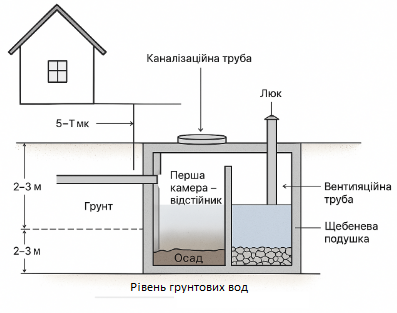 Каналізаційна труба
Люк
5–Тмк
Перша
камера –
відстійник
2–3 м
Вентиляційна
труба
Грунт
Щебенева
подушка
2–3 м
Осад
Рівень грунтових вод